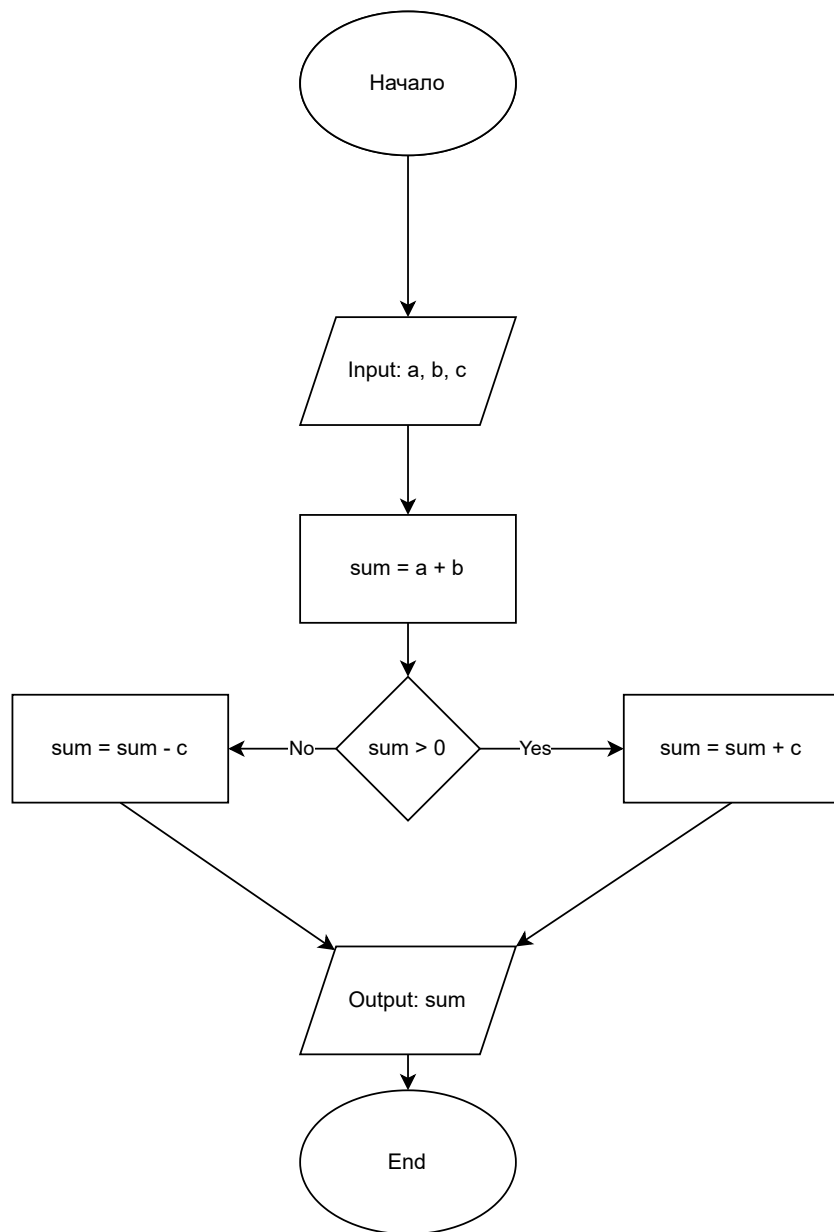 Начало
Input: a, b, c
sum = a + b
sum = sum - c
No
sum > 0
Yes
sum = sum + c
Output: sum
End